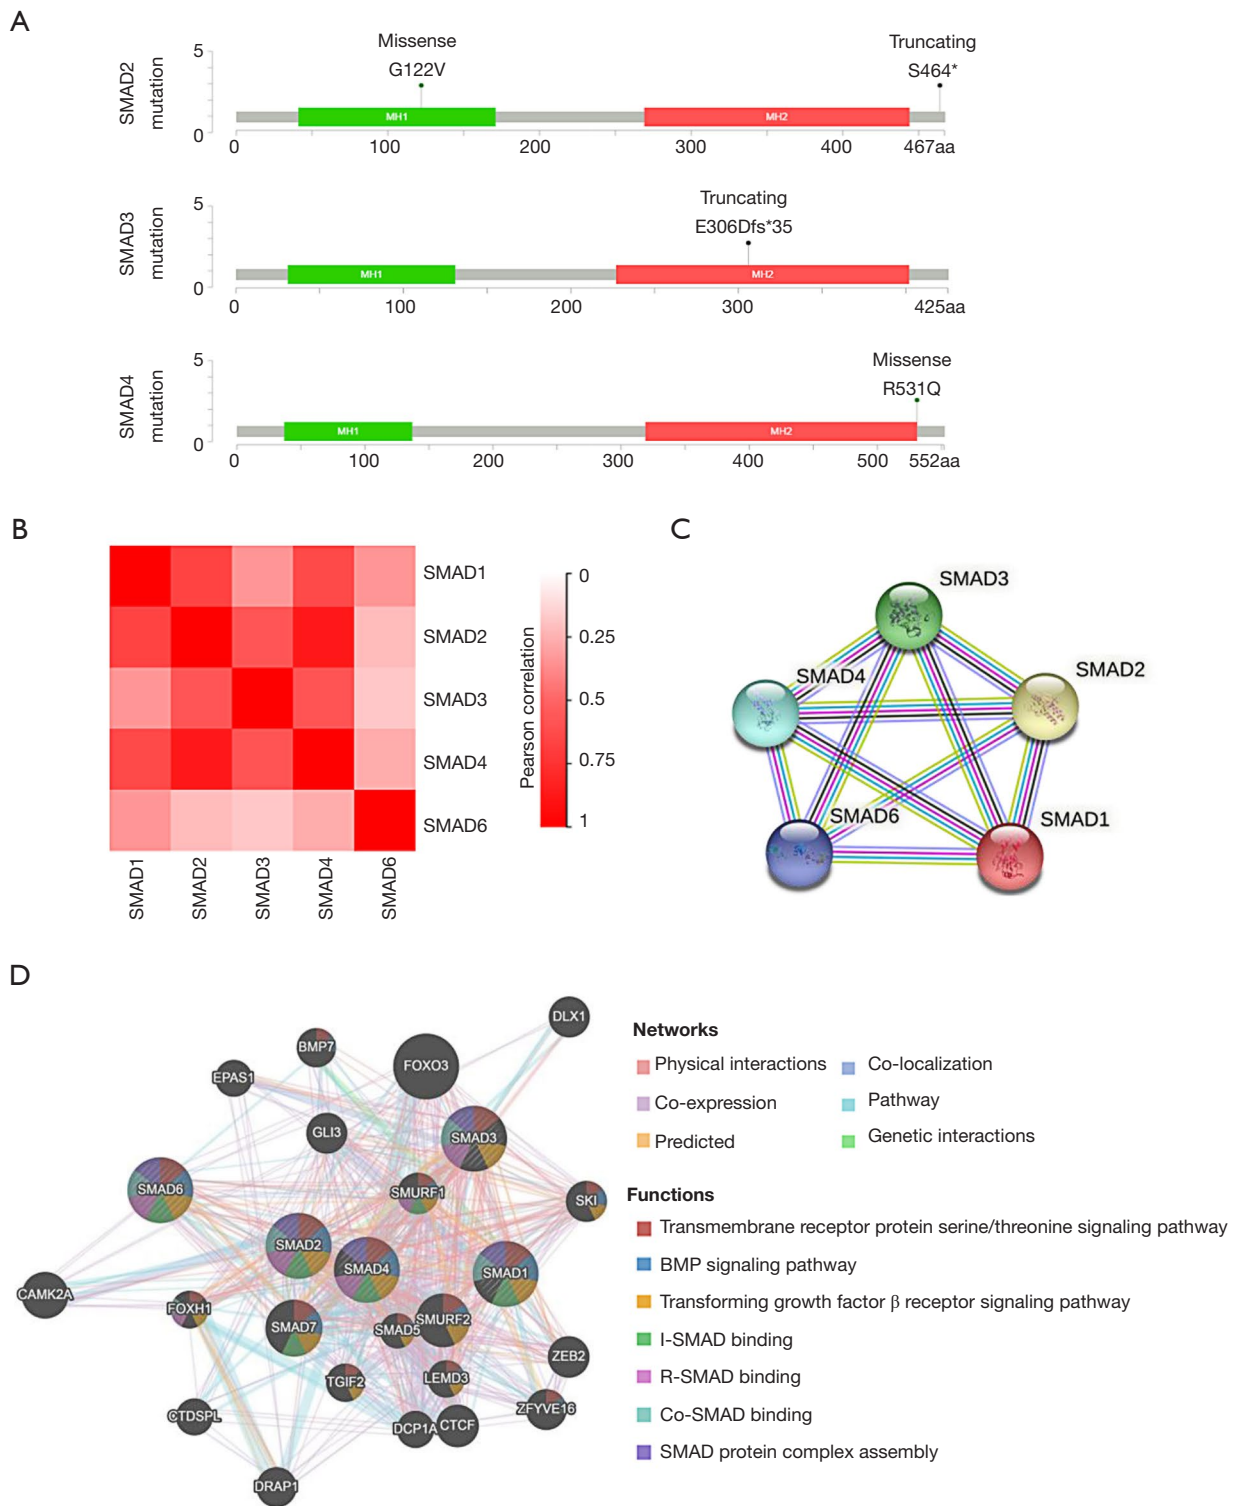 A
SMAD2 mutation
5
0
Missense
G122V
Truncating
S464*
MH1
MH2
0 100 200 300 400 467aa
SMAD3 mutation
5
0
Truncating
E306Dfs*35
MH1
MH2
0 100 200 300 425aa
SMAD4 mutation
5
0
Missense
R531Q
MH1
MH2
0 100 200 300 400 500 552aa
B
SMAD1
SMAD2
SMAD3
SMAD4
SMAD6
SMAD1 SMAD2 SMAD3 SMAD4 SMAD6
Pearson correlation
0
0.25
0.5
0.75
1
C
SMAD3
SMAD2
SMAD4
SMAD6
SMAD1
D
DLX1
BMP7
FOXO3
EPAS1
GLI3
SMAD3
SMAD6
SMURF1
SKI
SMAD2
SMAD4
SMAD1
CAMK2A
FOXH1
SMAD7
SMAD5
SMURF2
ZEB2
TGIF2
LEMD3
CTDSPL
DCP1A
CTCF
ZFYVE16
DRAP1
Networks
Physical interactions
Co-localization
Co-expression
Pathway
Predicted
Genetic interactions
Functions
Transmembrane receptor protein serine/threonine signaling pathway
BMP signaling pathway
Transforming growth factor β receptor signaling pathway
I-SMAD binding
R-SMAD binding
Co-SMAD binding
SMAD protein complex assembly